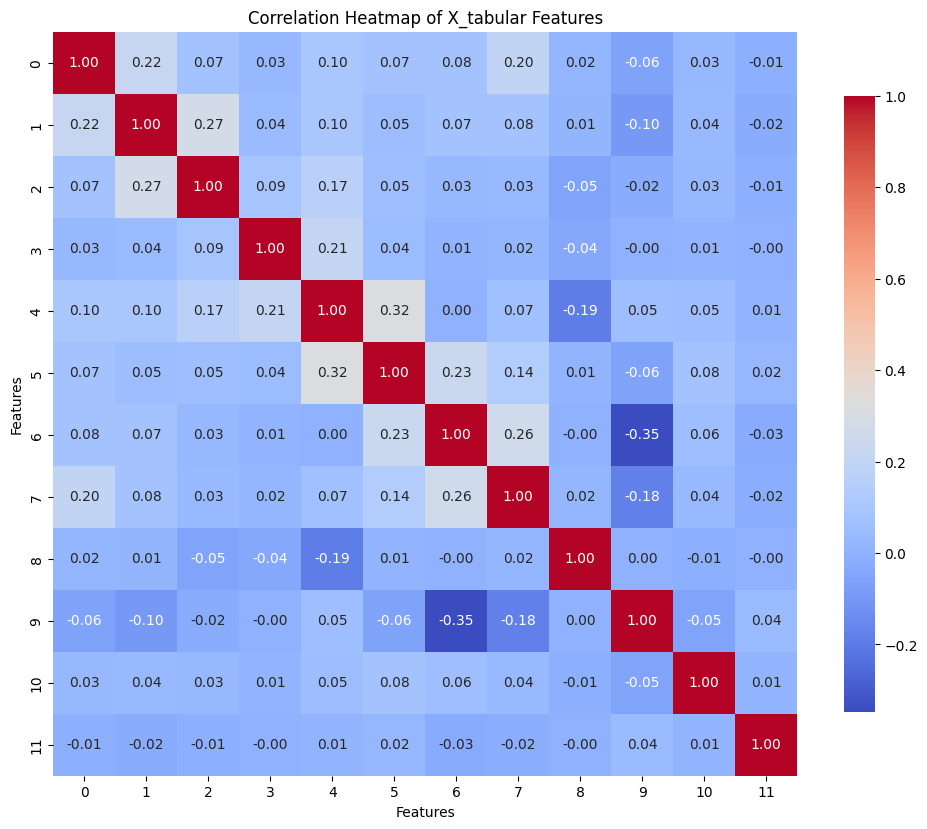 Correlation Heatmap of X_tabular Features
0 1.00 0.22 0.07 0.03 0.10 0.07 0.08 0.20 0.02 -0.06 0.03 -0.01
1 0.22 1.00 0.27 0.04 0.10 0.05 0.07 0.08 0.01 -0.10 0.04 -0.02
2 0.07 0.27 1.00 0.09 0.17 0.05 0.03 0.03 -0.05 -0.02 0.03 -0.01
3 0.03 0.04 0.09 1.00 0.21 0.04 0.01 0.02 -0.04 -0.00 0.01 -0.00
4 0.10 0.10 0.17 0.21 1.00 0.32 0.00 0.07 -0.19 0.05 0.05 0.01
5 0.07 0.05 0.05 0.04 0.32 1.00 0.23 0.14 0.01 -0.06 0.08 0.02
6 0.08 0.07 0.03 0.01 0.00 0.23 1.00 0.26 -0.00 -0.35 0.06 -0.03
7 0.20 0.08 0.03 0.02 0.07 0.14 0.26 1.00 0.02 -0.18 0.04 -0.02
8 0.02 0.01 -0.05 -0.04 -0.19 0.01 -0.00 0.02 1.00 0.00 -0.01 -0.00
9 -0.06 -0.10 -0.02 -0.00 0.05 -0.06 -0.35 -0.18 0.00 1.00 -0.05 0.04
10 0.03 0.04 0.03 0.01 0.05 0.08 0.06 0.04 -0.01 -0.05 1.00 0.01
11 -0.01 -0.02 -0.01 -0.00 0.01 0.02 -0.03 -0.02 -0.00 0.04 0.01 1.00
0 1 2 3 4 5 6 7 8 9 10 11
Features
Features
1.0
0.8
0.6
0.4
0.2
0.0
−0.2